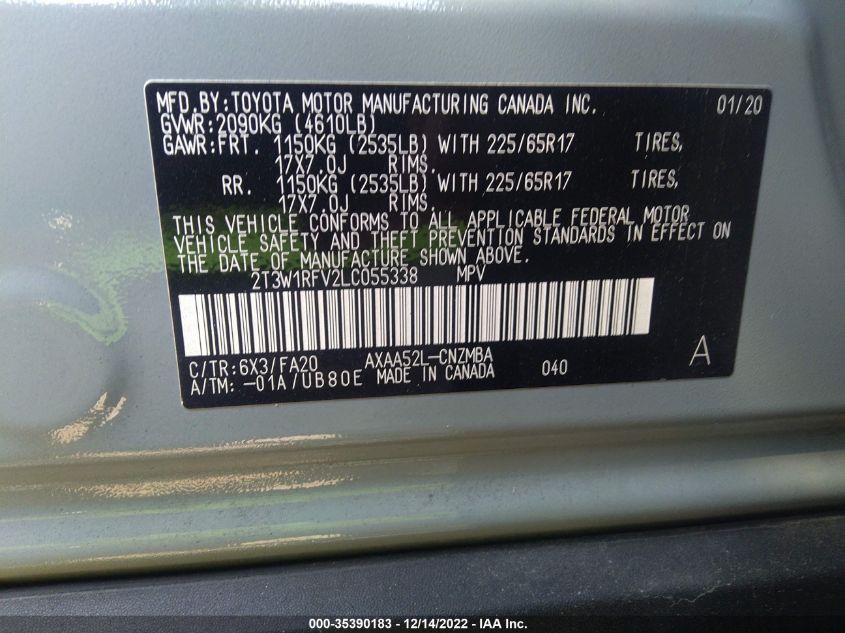 MFD.BY:TOYOTA MOTOR MANUFACTURING CANADA INC. 01/20
GVWR:2090KG (4610LB)
GAWR:FRT. 1150KG (2535LB) WITH 225/65R17 TIRES,
17X7.0J RIMS,
RR. 1150KG (2535LB) WITH 225/65R17 TIRES,
17X7.0J RIMS.
THIS VEHICLE CONFORMS TO ALL APPLICABLE FEDERAL MOTOR
VEHICLE SAFETY AND THEFT PREVENTION STANDARDS IN EFFECT ON
THE DATE OF MANUFACTURE SHOWN ABOVE.
2T3W1RFV2LC055338 MPV
C/TR:6X3/FA20 AXAA52L-CNZMBA 040 A
A/TM:-01A/UB80E MADE IN CANADA
000-35390183 - 12/14/2022 - IAA Inc.